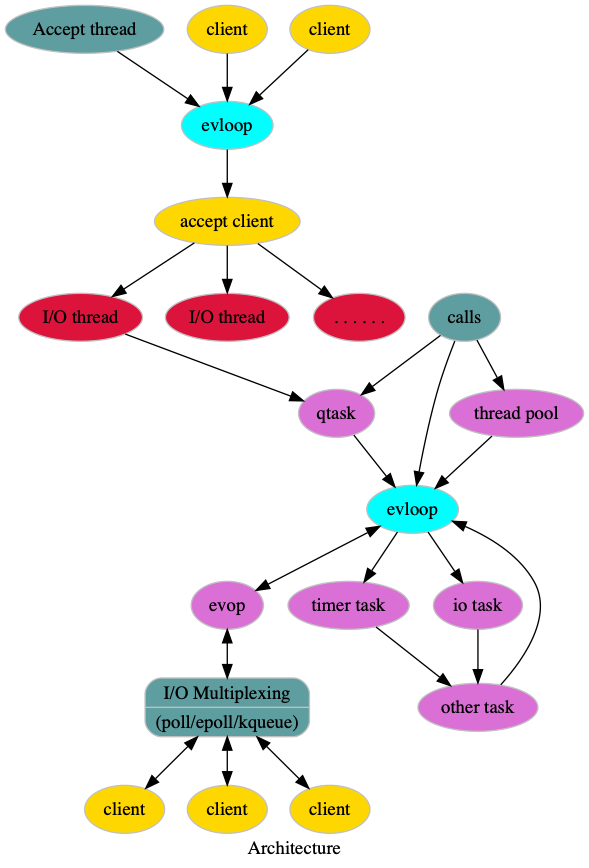 Accept thread
client
client
evloop
accept client
I/O thread
I/O thread
. . . . . .
calls
qtask
thread pool
evloop
evop
timer task
io task
I/O Multiplexing
(poll/epoll/kqueue)
other task
client
client
client
Architecture